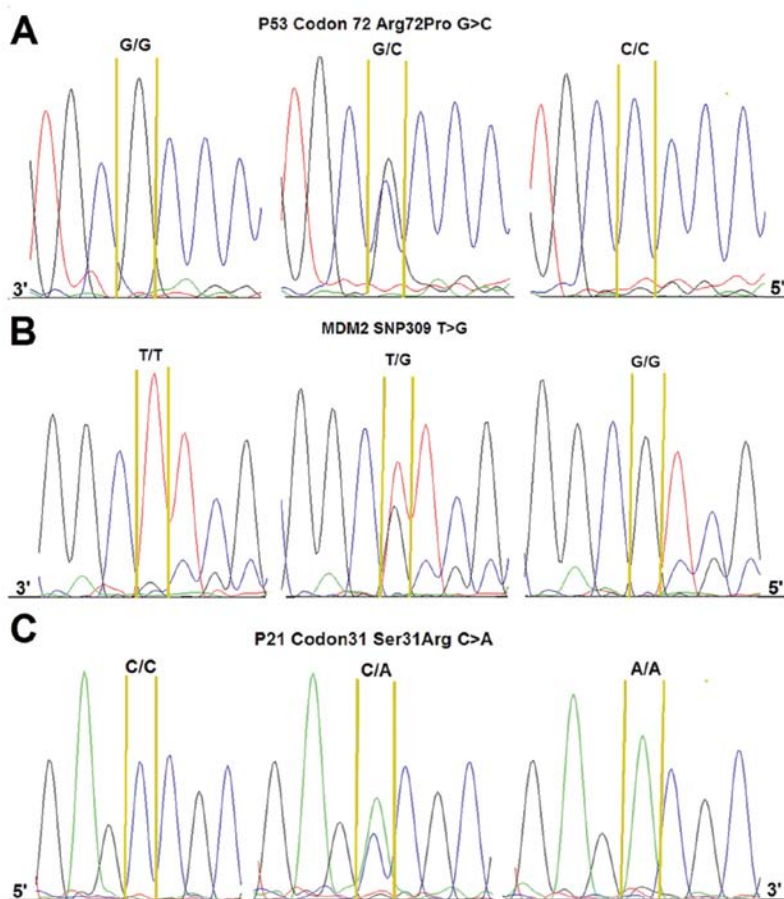 A
P53 Codon 72 Arg72Pro G>C
G/G G/C C/C
3' 5'
B
MDM2 SNP309 T>G
T/T T/G G/G
3' 5'
C
P21 Codon31 Ser31Arg C>A
C/C C/A A/A
5' 3'